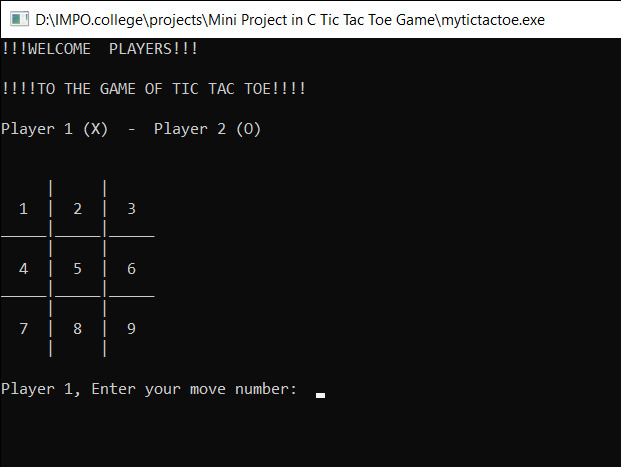 D:\IMPO.college\projects\Mini Project in C Tic Tac Toe Game\mytictactoe.exe
!!!WELCOME  PLAYERS!!!
!!!!TO THE GAME OF TIC TAC TOE!!!!
Player 1 (X)  -  Player 2 (O)
     |     |
  1  |  2  |  3
_____|_____|_____
     |     |
  4  |  5  |  6
_____|_____|_____
     |     |
  7  |  8  |  9
     |     |
Player 1, Enter your move number: